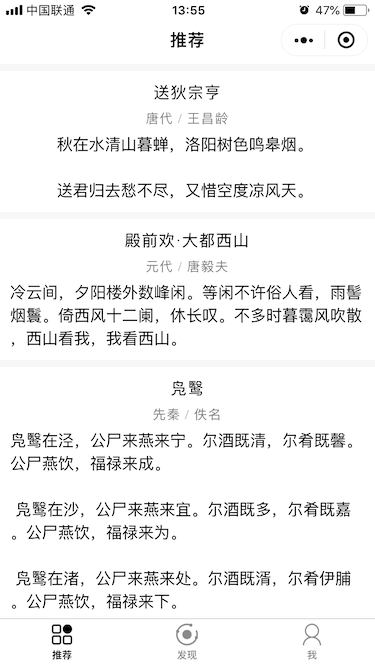 中国联通
13:55
47%
推荐
送狄宗亨
唐代 / 王昌龄
秋在水清山暮蝉，洛阳树色鸣皋烟。
送君归去愁不尽，又惜空度凉风天。
殿前欢·大都西山
元代 / 唐毅夫
冷云间，夕阳楼外数峰闲。等闲不许俗人看，雨髻
烟鬟。倚西风十二阑，休长叹。不多时暮霭风吹散
，西山看我，我看西山。
凫鹥
先秦 / 佚名
凫鹥在泾，公尸来燕来宁。尔酒既清，尔肴既馨。
公尸燕饮，福禄来成。
凫鹥在沙，公尸来燕来宜。尔酒既多，尔肴既嘉
。公尸燕饮，福禄来为。
凫鹥在渚，公尸来燕来处。尔酒既湑，尔肴伊脯
。公尸燕饮，福禄来下。
推荐
发现
我